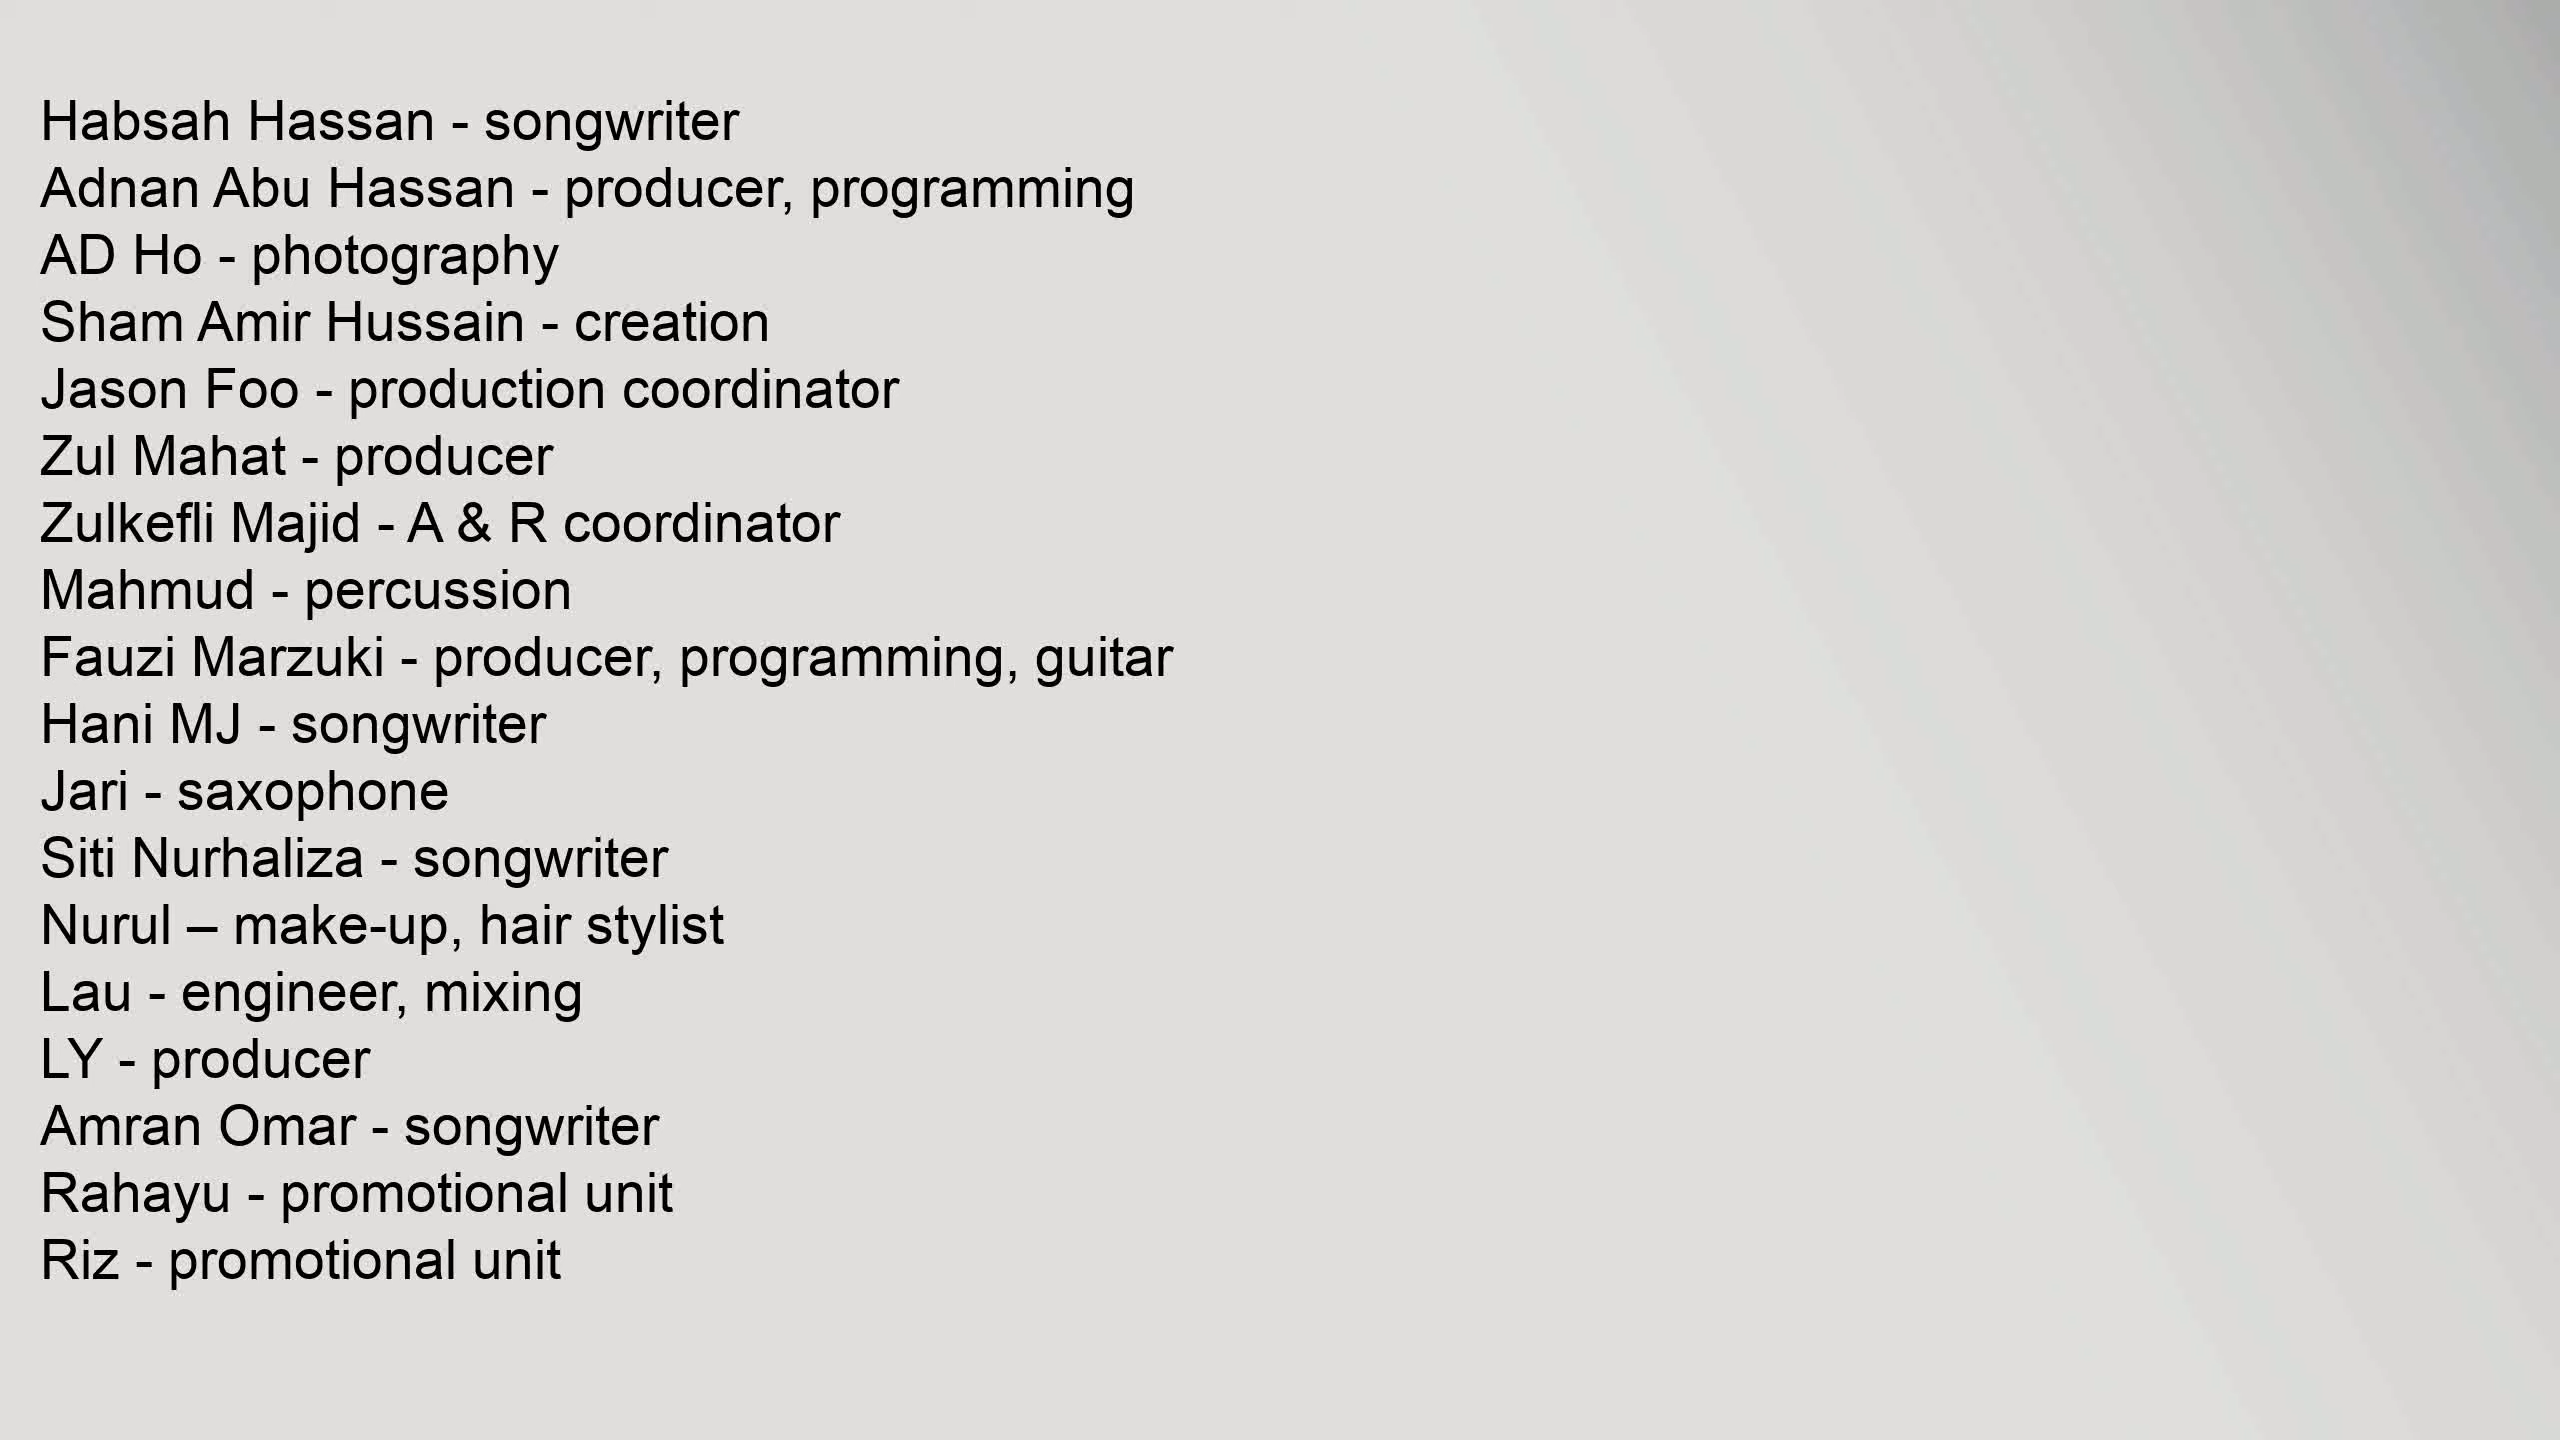 Habsah Hassan - songwriter
Adnan Abu Hassan - producer, programming
AD Ho - photography
Sham Amir Hussain - creation
Jason Foo - production coordinator
Zul Mahat - producer
Zulkefli Majid - A & R coordinator
Mahmud - percussion
Fauzi Marzuki - producer, programming, guitar
Hani MJ - songwriter
Jari - saxophone
Siti Nurhaliza - songwriter
Nurul – make-up, hair stylist
Lau - engineer, mixing
LY - producer
Amran Omar - songwriter
Rahayu - promotional unit
Riz - promotional unit